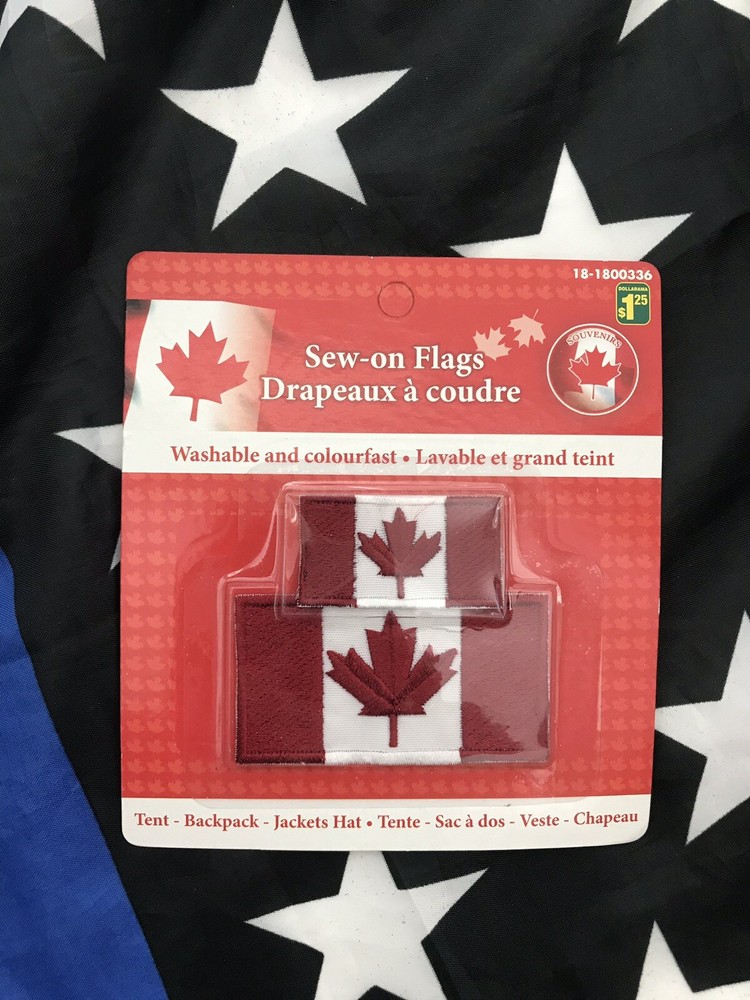 18-1800336
DOLLARAMA
$1 25
Sew-on Flags
Drapeaux à coudre
SOUVENIRS
Washable and colourfast • Lavable et grand teint
Tent - Backpack - Jackets Hat • Tente - Sac à dos - Veste - Chapeau